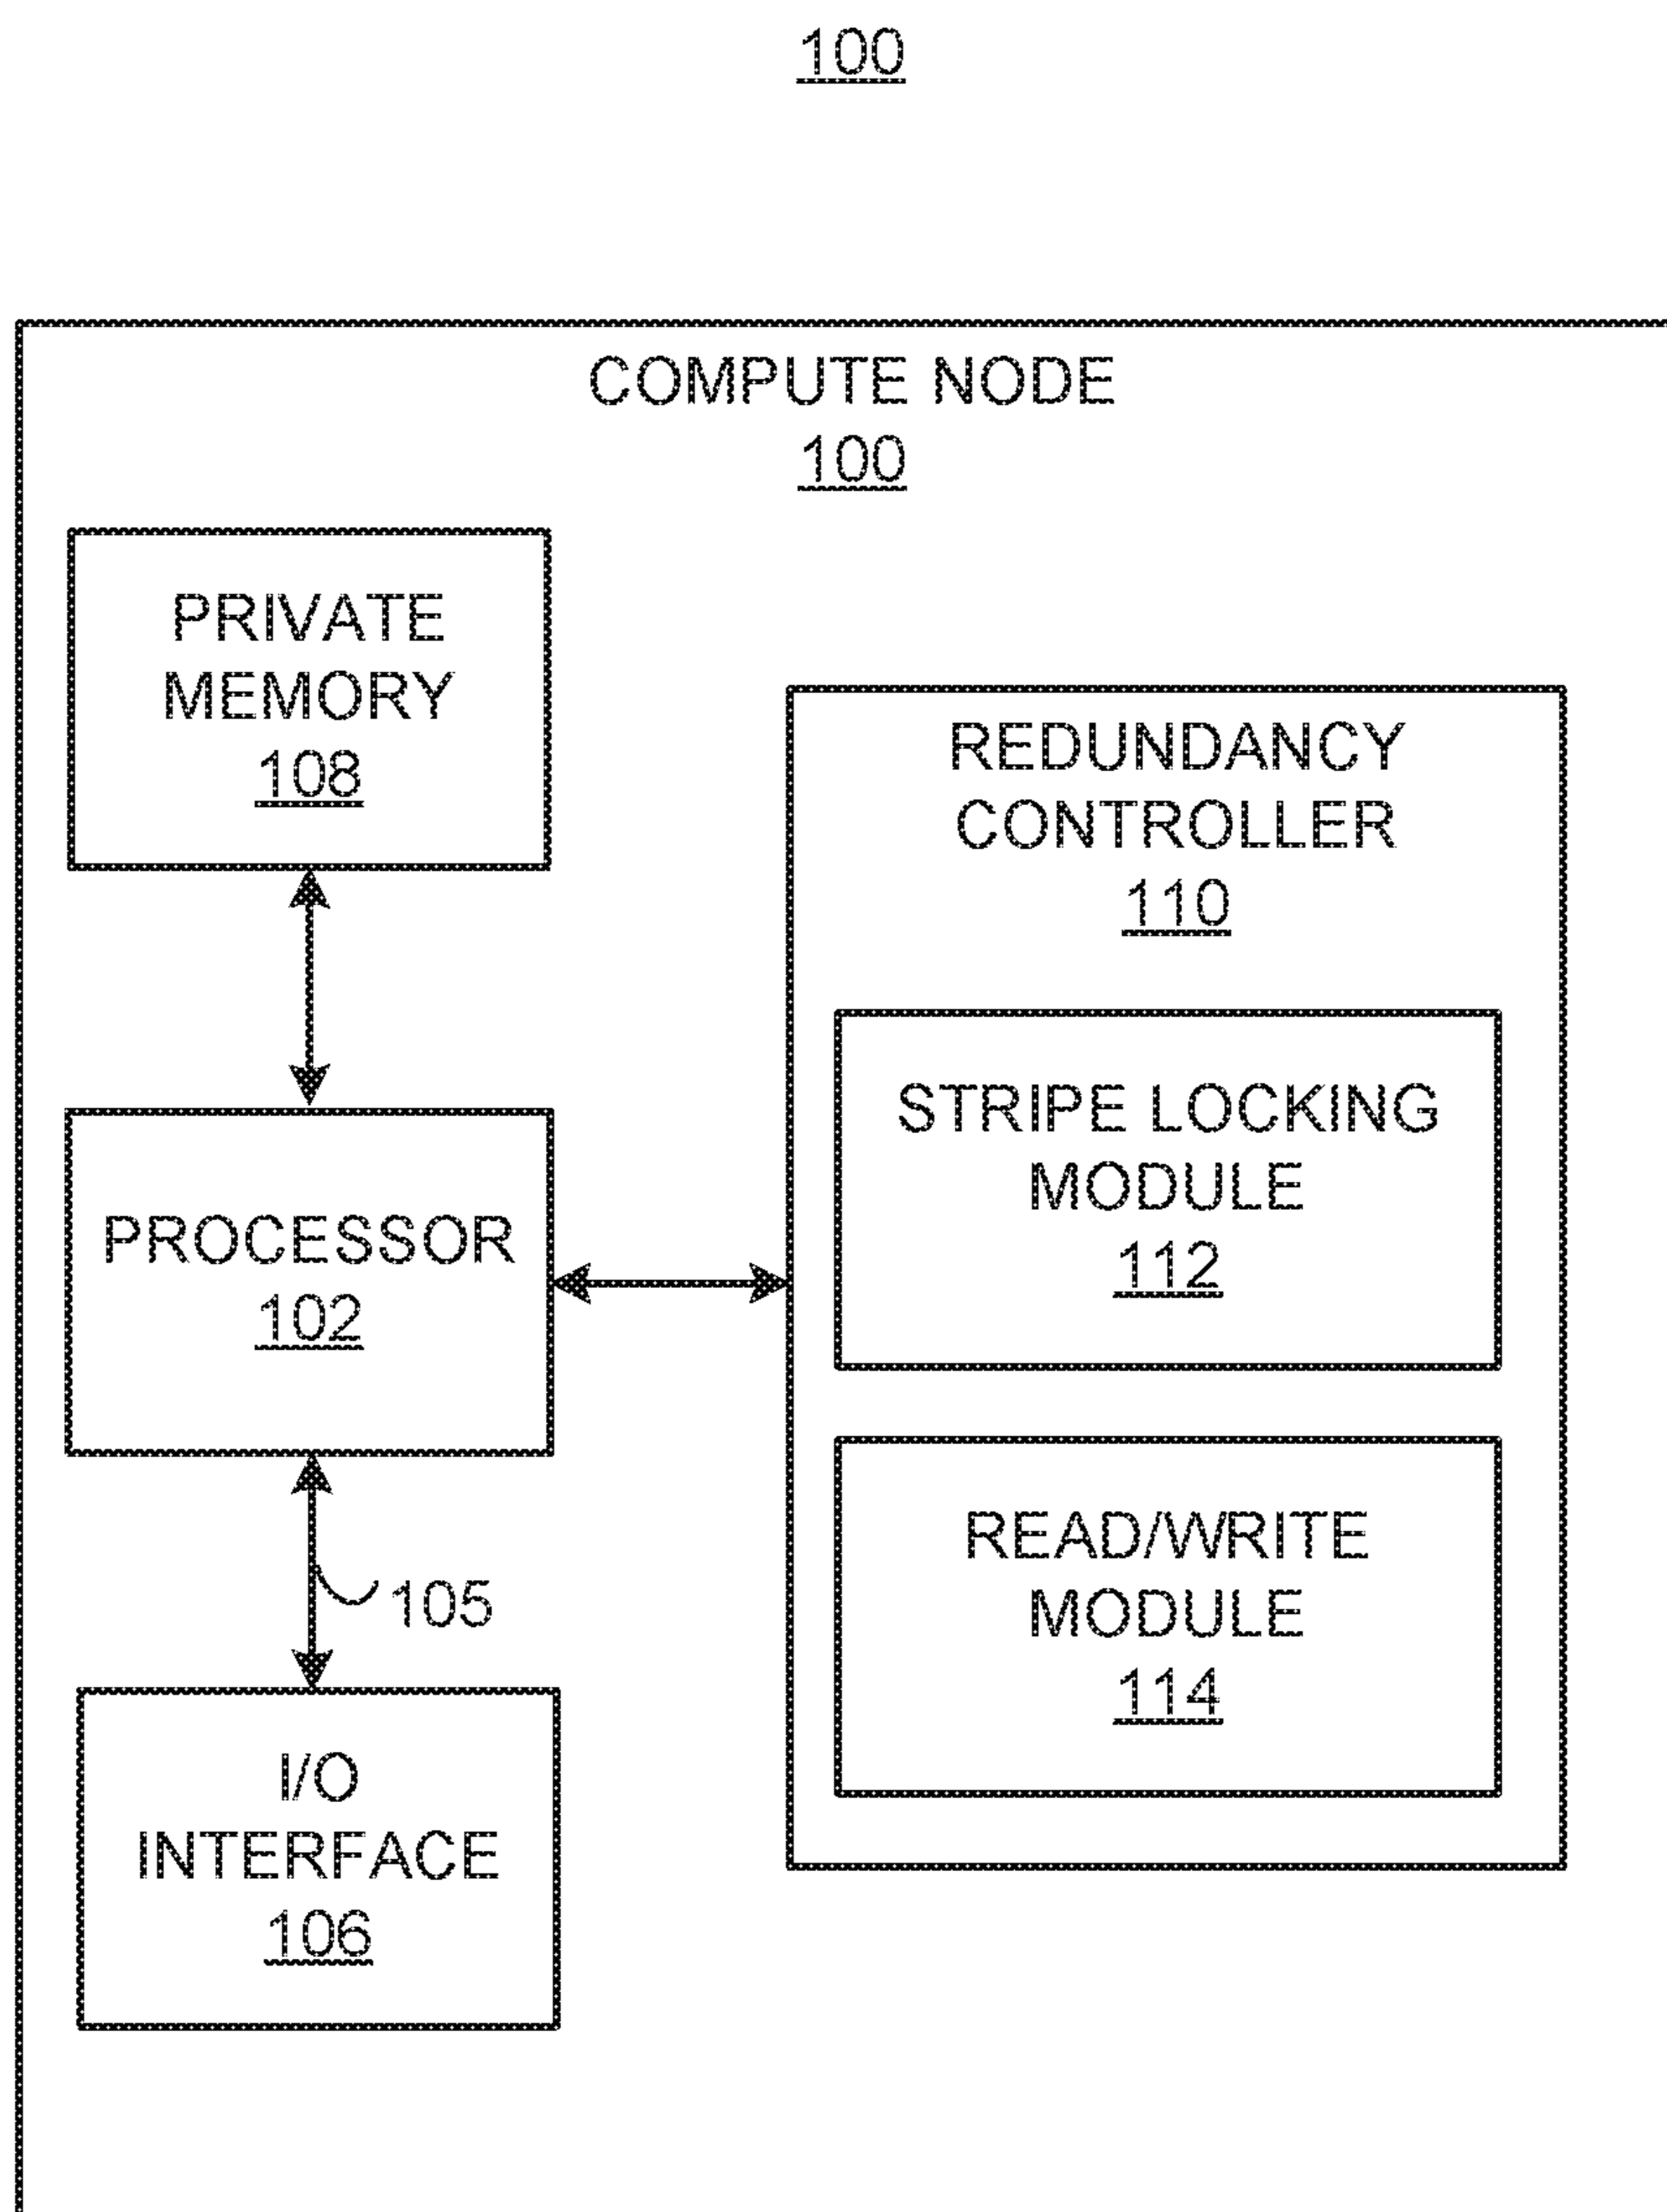 100
COMPUTE NODE
100
PRIVATE
MEMORY
108
REDUNDANCY
CONTROLLER
110
STRIPE LOCKING
MODULE
112
PROCESSOR
102
READ/WRITE
MODULE
114
105
I/O
INTERFACE
106